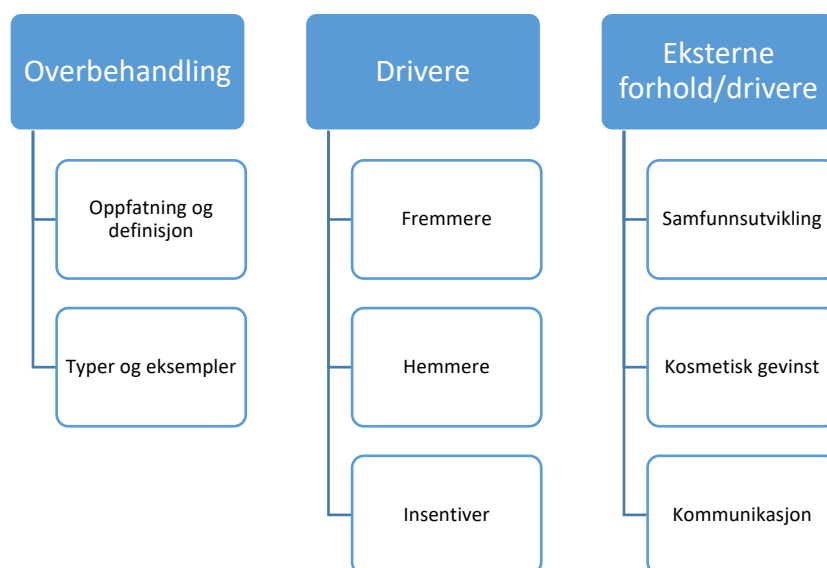 Overbehandling
Oppfatning og
definisjon
Typer og eksempler
Drivere
Fremmere
Hemmere
Insentiver
Eksterne
forhold/drivere
Samfunnsutvikling
Kosmetisk gevinst
Kommunikasjon